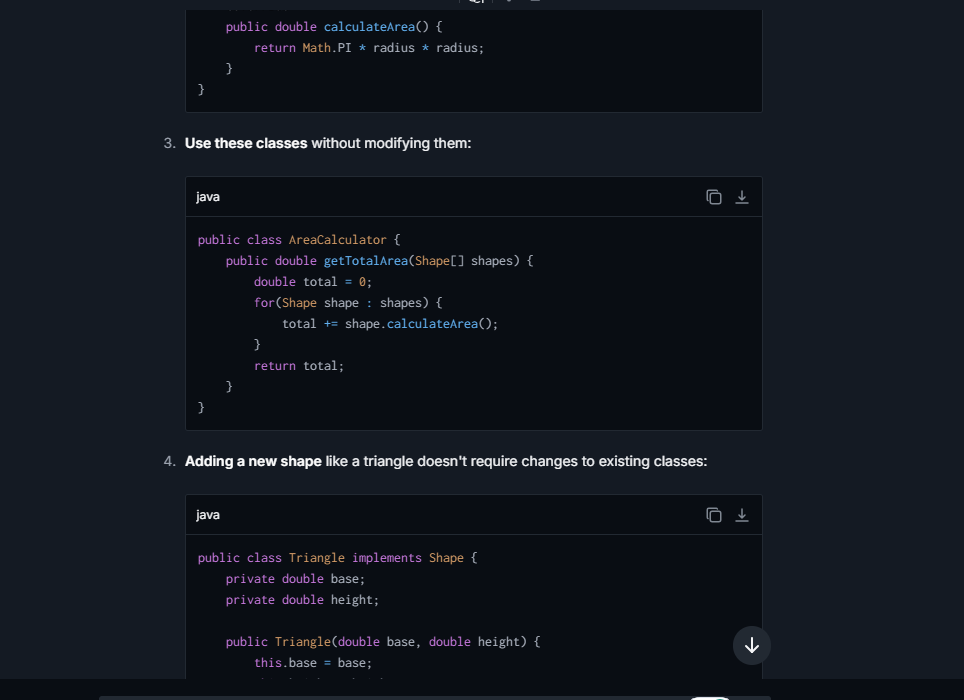 public double calculateArea() {
        return Math.PI * radius * radius;
    }
}
3. Use these classes without modifying them:
java
public class AreaCalculator {
    public double getTotalArea(Shape[] shapes) {
        double total = 0;
        for(Shape shape : shapes) {
            total += shape.calculateArea();
        }
        return total;
    }
}
4. Adding a new shape like a triangle doesn't require changes to existing classes:
java
public class Triangle implements Shape {
    private double base;
    private double height;

    public Triangle(double base, double height) {
        this.base = base;